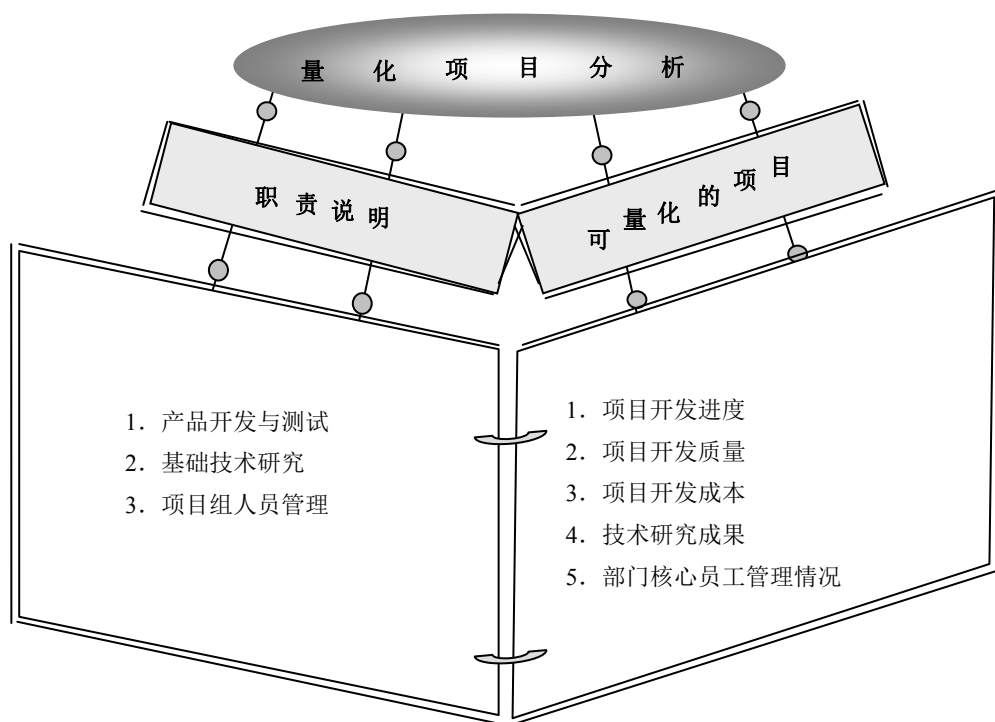 量化项目分析
职责说明
可量化的项目
1．产品开发与测试
2．基础技术研究
3．项目组人员管理
1．项目开发进度
2．项目开发质量
3．项目开发成本
4．技术研究成果
5．部门核心员工管理情况